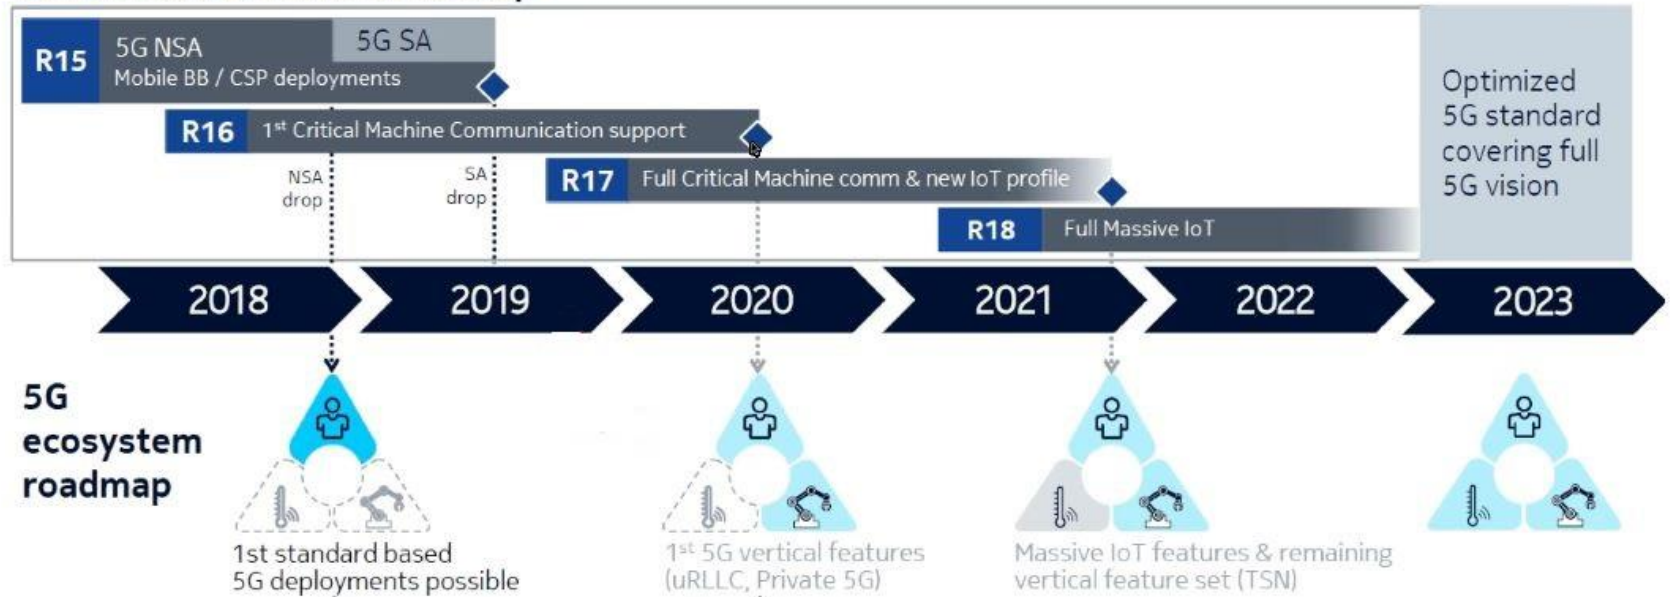 R15
5G NSA
5G SA
Mobile BB / CSP deployments
R16
1st Critical Machine Communication support
NSA
drop
SA
drop
R17
Full Critical Machine comm & new IoT profile
R18
Full Massive IoT
Optimized
5G standard
covering full
5G vision
2018
2019
2020
2021
2022
2023
5G
ecosystem
roadmap
1st standard based
5G deployments possible
1st 5G vertical features
(uRLLC, Private 5G)
Massive IoT features & remaining
vertical feature set (TSN)